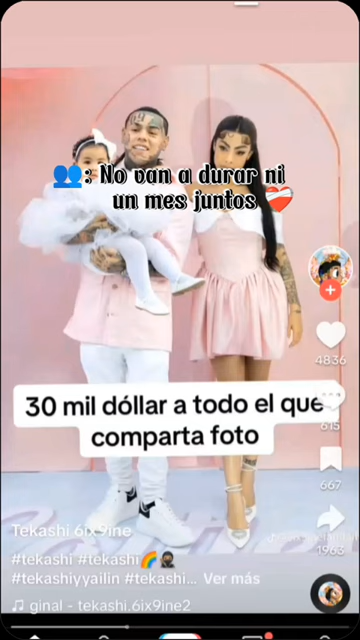 👥: No van a durar ni
un mes juntos ❤️‍🩹
4836
30 mil dóllar a todo el que
comparta foto
615
667
1963
Tekashi 6ix9ine
#tekashi #tekashi🌈
#tekashiyyailin #tekashi... Ver más
ginal - tekashi.6ix9ine2